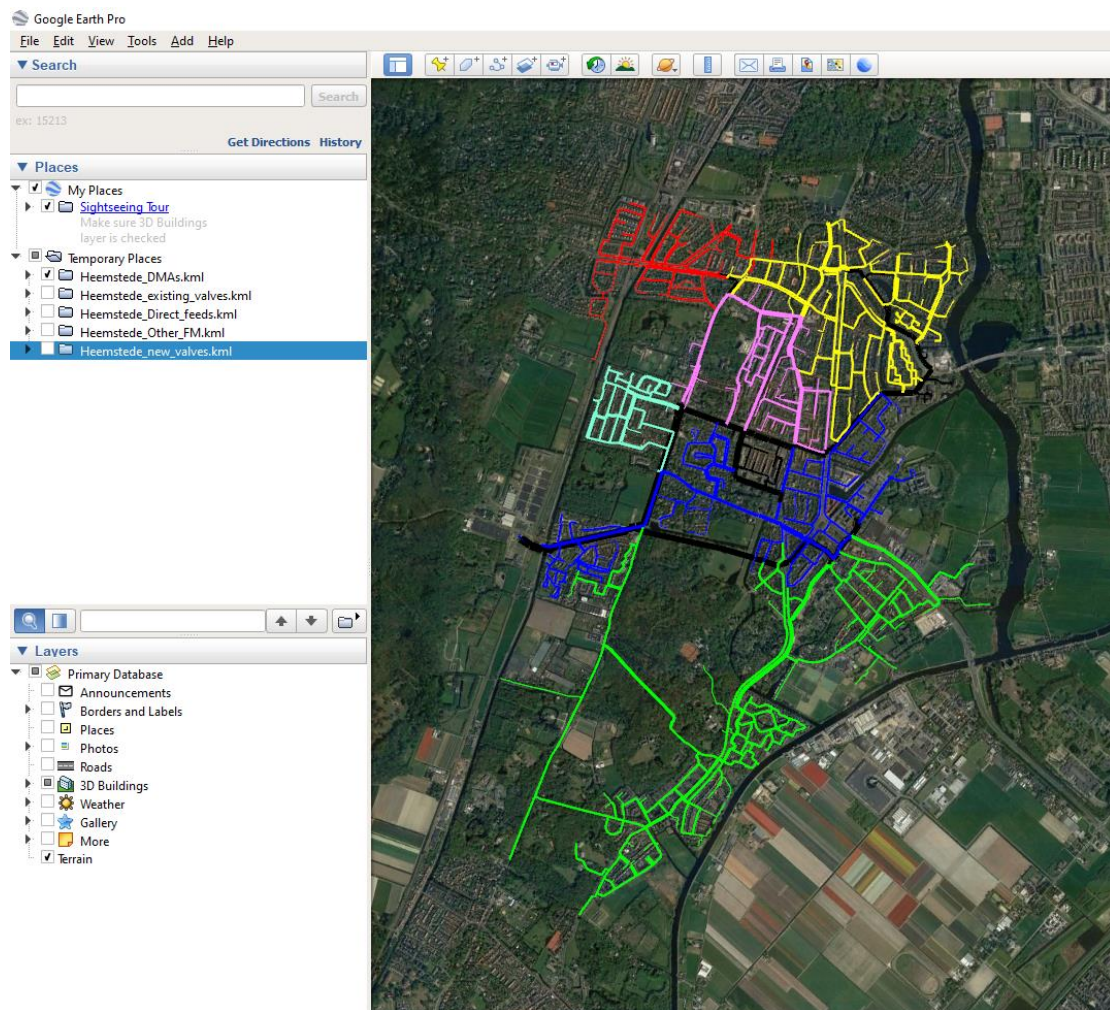 Google Earth Pro
File Edit View Tools Add Help
Search
Search
ex: 15213
Get Directions History
Places
My Places
Sightseeing Tour
Make sure 3D Buildings
layer is checked
Temporary Places
Heemstede_DMAs.kml
Heemstede_existing_valves.kml
Heemstede_Direct_feeds.kml
Heemstede_Other_FM.kml
Heemstede_new_valves.kml
Layers
Primary Database
Announcements
Borders and Labels
Places
Photos
Roads
3D Buildings
Weather
Gallery
More
Terrain